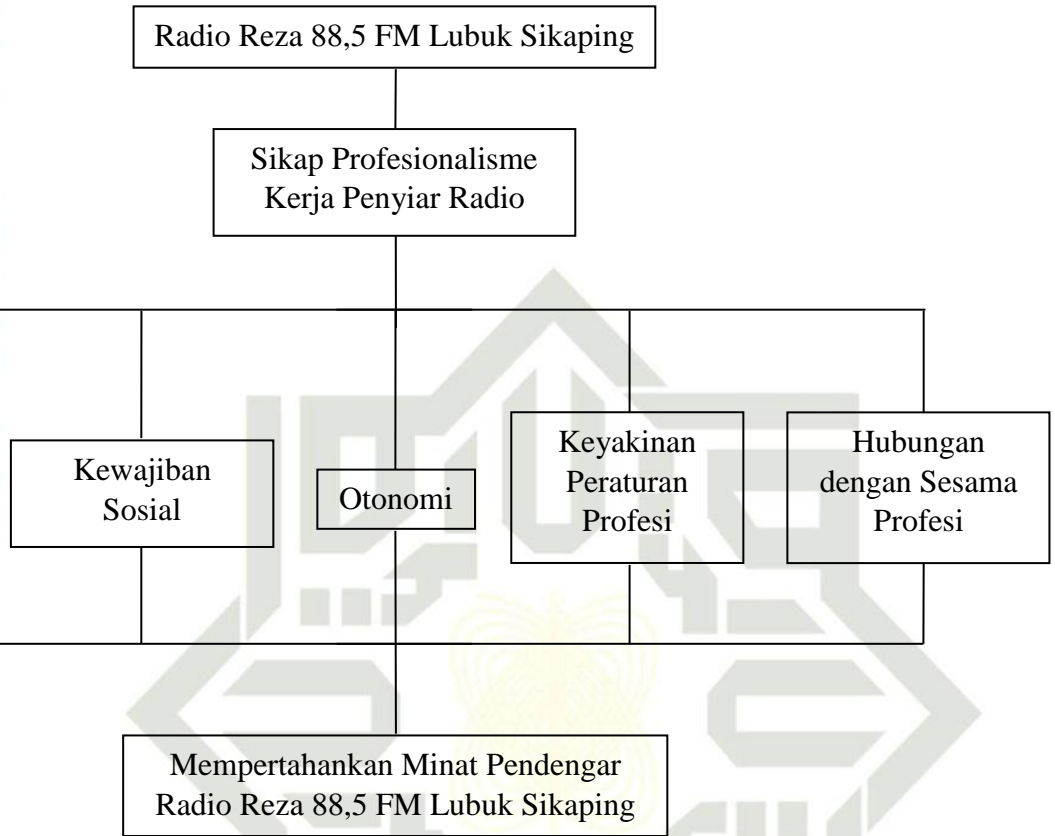 Radio Reza 88,5 FM Lubuk Sikaping
Sikap Profesionalisme
Kerja Penyiar Radio
Kewajiban
Sosial
Otonomi
Keyakinan
Peraturan
Profesi
Hubungan
dengan Sesama
Profesi
Mempertahankan Minat Pendengar
Radio Reza 88,5 FM Lubuk Sikaping